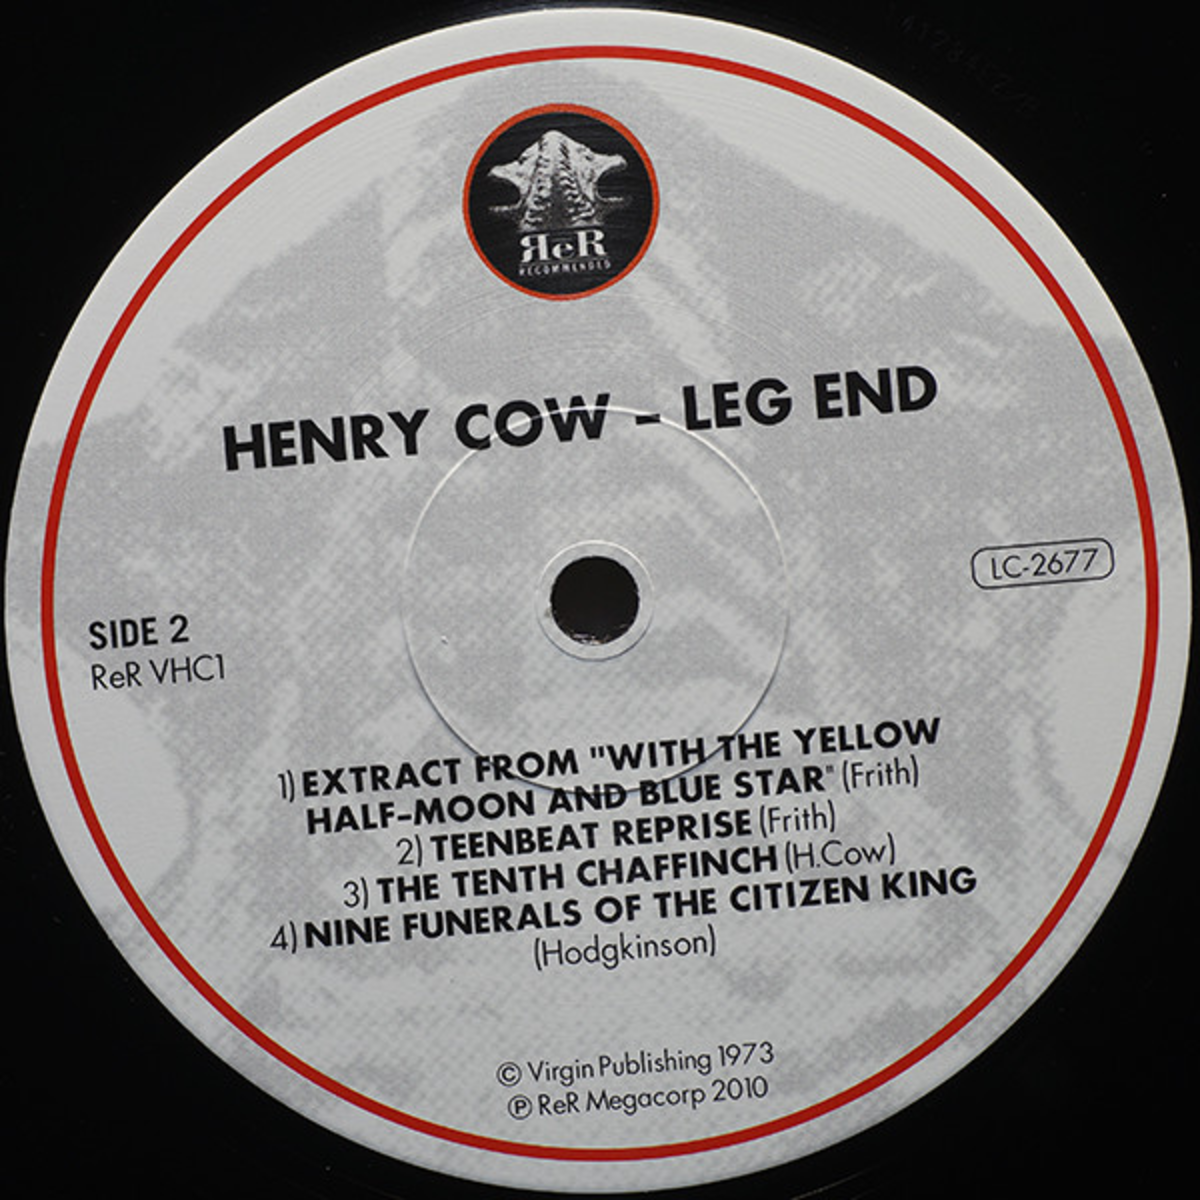 ЯeR
RECOMMENDED
HENRY COW - LEG END
LC-2677
SIDE 2
ReR VHC1
1) EXTRACT FROM "WITH THE YELLOW
HALF-MOON AND BLUE STAR" (Frith)
2) TEENBEAT REPRISE (Frith)
3) THE TENTH CHAFFINCH (H.Cow)
4) NINE FUNERALS OF THE CITIZEN KING
(Hodgkinson)
© Virgin Publishing 1973
℗ ReR Megacorp 2010